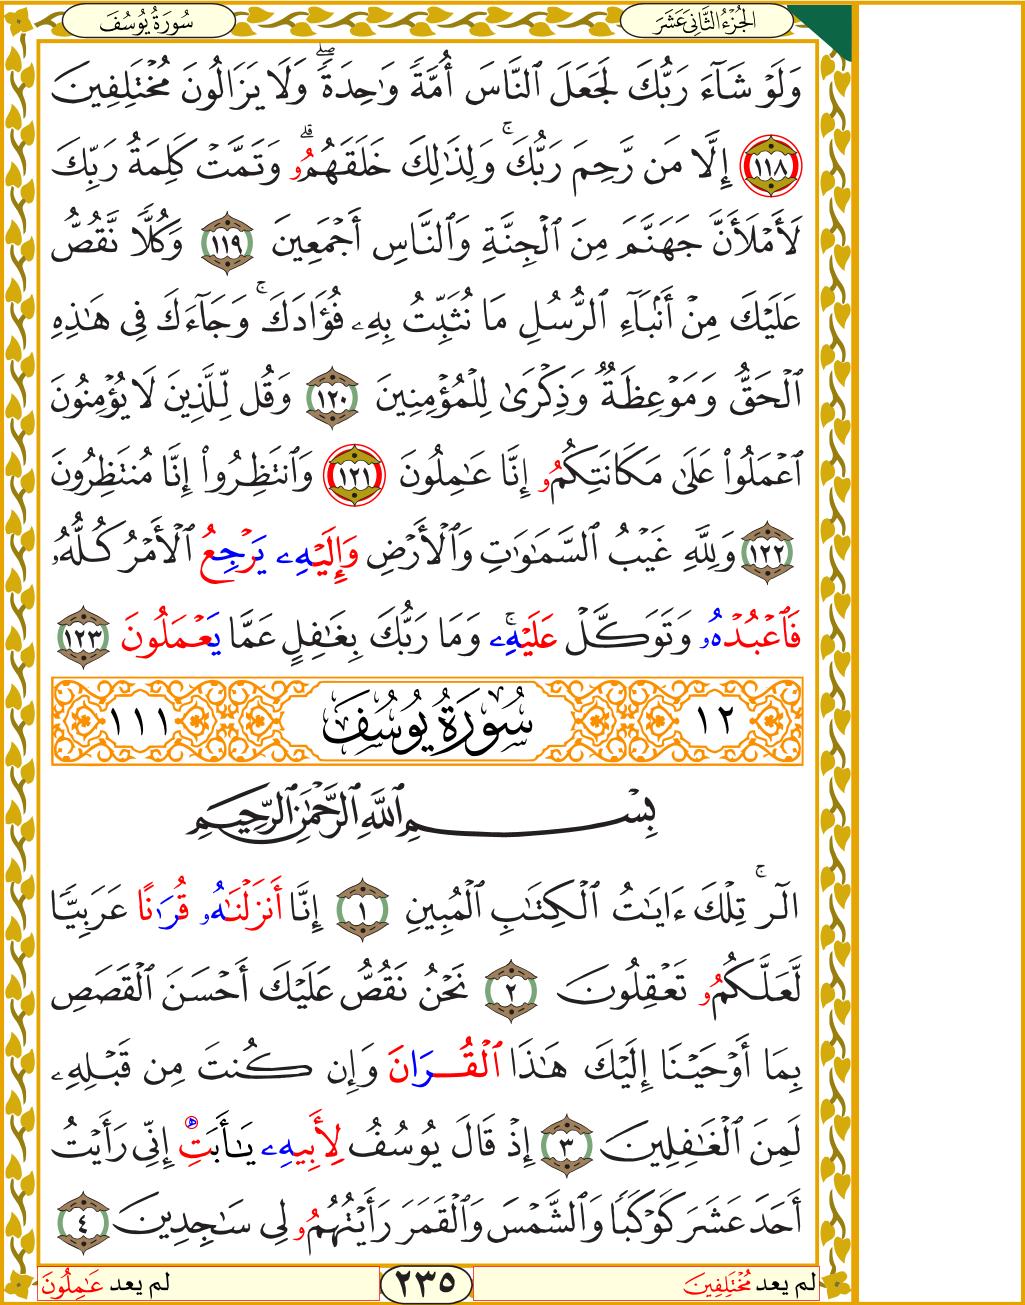 الجُزْءُ الثَّانِىَ عَشَرَ
سُورَةُ يُوسُفَ
وَلَوْ شَآءَ رَبُّكَ لَجَعَلَ ٱلنَّاسَ أُمَّةً وَٰحِدَةًۖ وَلَا يَزَالُونَ مُخْتَلِفِينَ
١١٨ إِلَّا مَن رَّحِمَ رَبُّكَۚ وَلِذَٰلِكَ خَلَقَهُمُۥۗ وَتَمَّتْ كَلِمَةُ رَبِّكَ
لَأَمْلَأَنَّ جَهَنَّمَ مِنَ ٱلْجِنَّةِ وَٱلنَّاسِ أَجْمَعِينَ ١١٩ وَكُلًّا نَّقُصُّ
عَلَيْكَ مِنْ أَنۢبَآءِ ٱلرُّسُلِ مَا نُثَبِّتُ بِهِۦ فُؤَادَكَۚ وَجَآءَكَ فِى هَٰذِهِ
ٱلْحَقُّ وَمَوْعِظَةٌ وَذِكْرَىٰ لِلْمُؤْمِنِينَ ١٢٠ وَقُل لِّلَّذِينَ لَا يُؤْمِنُونَ
ٱعْمَلُوا۟ عَلَىٰ مَكَانَتِكُمُۥ إِنَّا عَٰمِلُونَ ١٢١ وَٱنتَظِرُوٓا۟ إِنَّا مُنتَظِرُونَ
١٢٢ وَلِلَّهِ غَيْبُ ٱلسَّمَٰوَٰتِ وَٱلْأَرْضِ وَإِلَيْهِۦ يَرْجِعُ ٱلْأَمْرُ كُلُّهُۥ
فَٱعْبُدْهُۥ وَتَوَكَّلْ عَلَيْهِۦۚ وَمَا رَبُّكَ بِغَٰفِلٍ عَمَّا يَعْمَلُونَ ١٢٣
١٢ سُورَةُ يُوسُفَ ١١١
بِسْمِ ٱللَّهِ ٱلرَّحْمَٰنِ ٱلرَّحِيمِ
الٓرۚ تِلْكَ ءَايَٰتُ ٱلْكِتَٰبِ ٱلْمُبِينِ ١ إِنَّآ أَنزَلْنَٰهُۥ قُرَٰنًا عَرَبِيًّا
لَّعَلَّكُمُۥ تَعْقِلُونَ ٢ نَحْنُ نَقُصُّ عَلَيْكَ أَحْسَنَ ٱلْقَصَصِ
بِمَآ أَوْحَيْنَآ إِلَيْكَ هَٰذَا ٱلْقُرَانَ وَإِن كُنتَ مِن قَبْلِهِۦ
لَمِنَ ٱلْغَٰفِلِينَ ٣ إِذْ قَالَ يُوسُفُ لِأَبِيهِۦ يَٰٓأَبَتِ إِنِّى رَأَيْتُ
أَحَدَ عَشَرَ كَوْكَبًا وَٱلشَّمْسَ وَٱلْقَمَرَ رَأَيْتُهُمُۥ لِى سَٰجِدِينَ ٤
لم يعد مُخْتَلِفِينَ
٢٣٥
لم يعد عَٰمِلُونَ